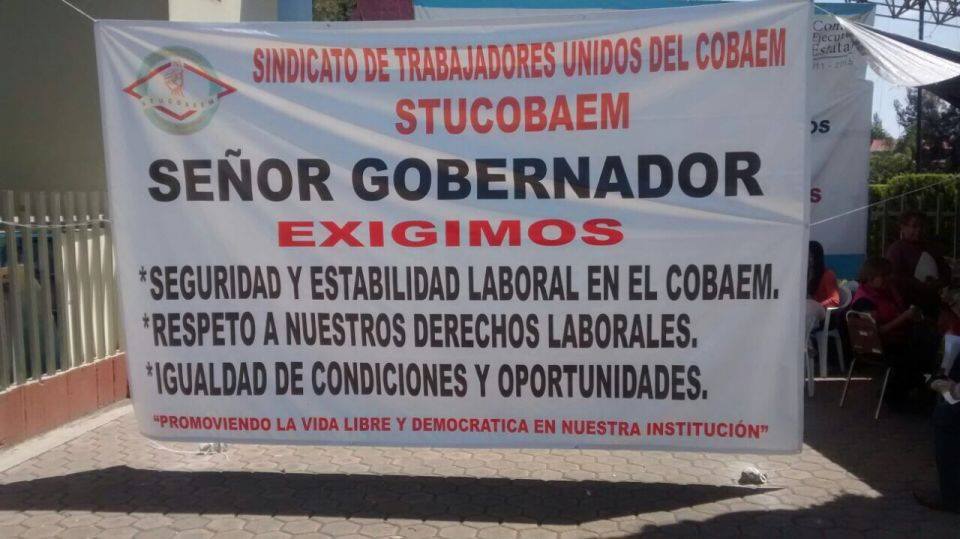 SINDICATO DE TRABAJADORES UNIDOS DEL COBAEM
STUCOBAEM
STUCOBAEM
SEÑOR GOBERNADOR
EXIGIMOS
*SEGURIDAD Y ESTABILIDAD LABORAL EN EL COBAEM.
*RESPETO A NUESTROS DERECHOS LABORALES.
*IGUALDAD DE CONDICIONES Y OPORTUNIDADES.
"PROMOVIENDO LA VIDA LIBRE Y DEMOCRATICA EN NUESTRA INSTITUCIÓN"